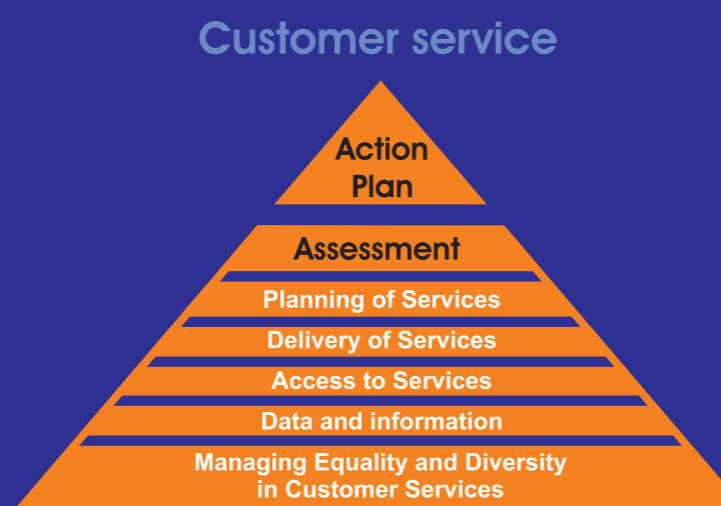 Customer service
Action
Plan
Assessment
Planning of Services
Delivery of Services
Access to Services
Data and information
Managing Equality and Diversity
in Customer Services